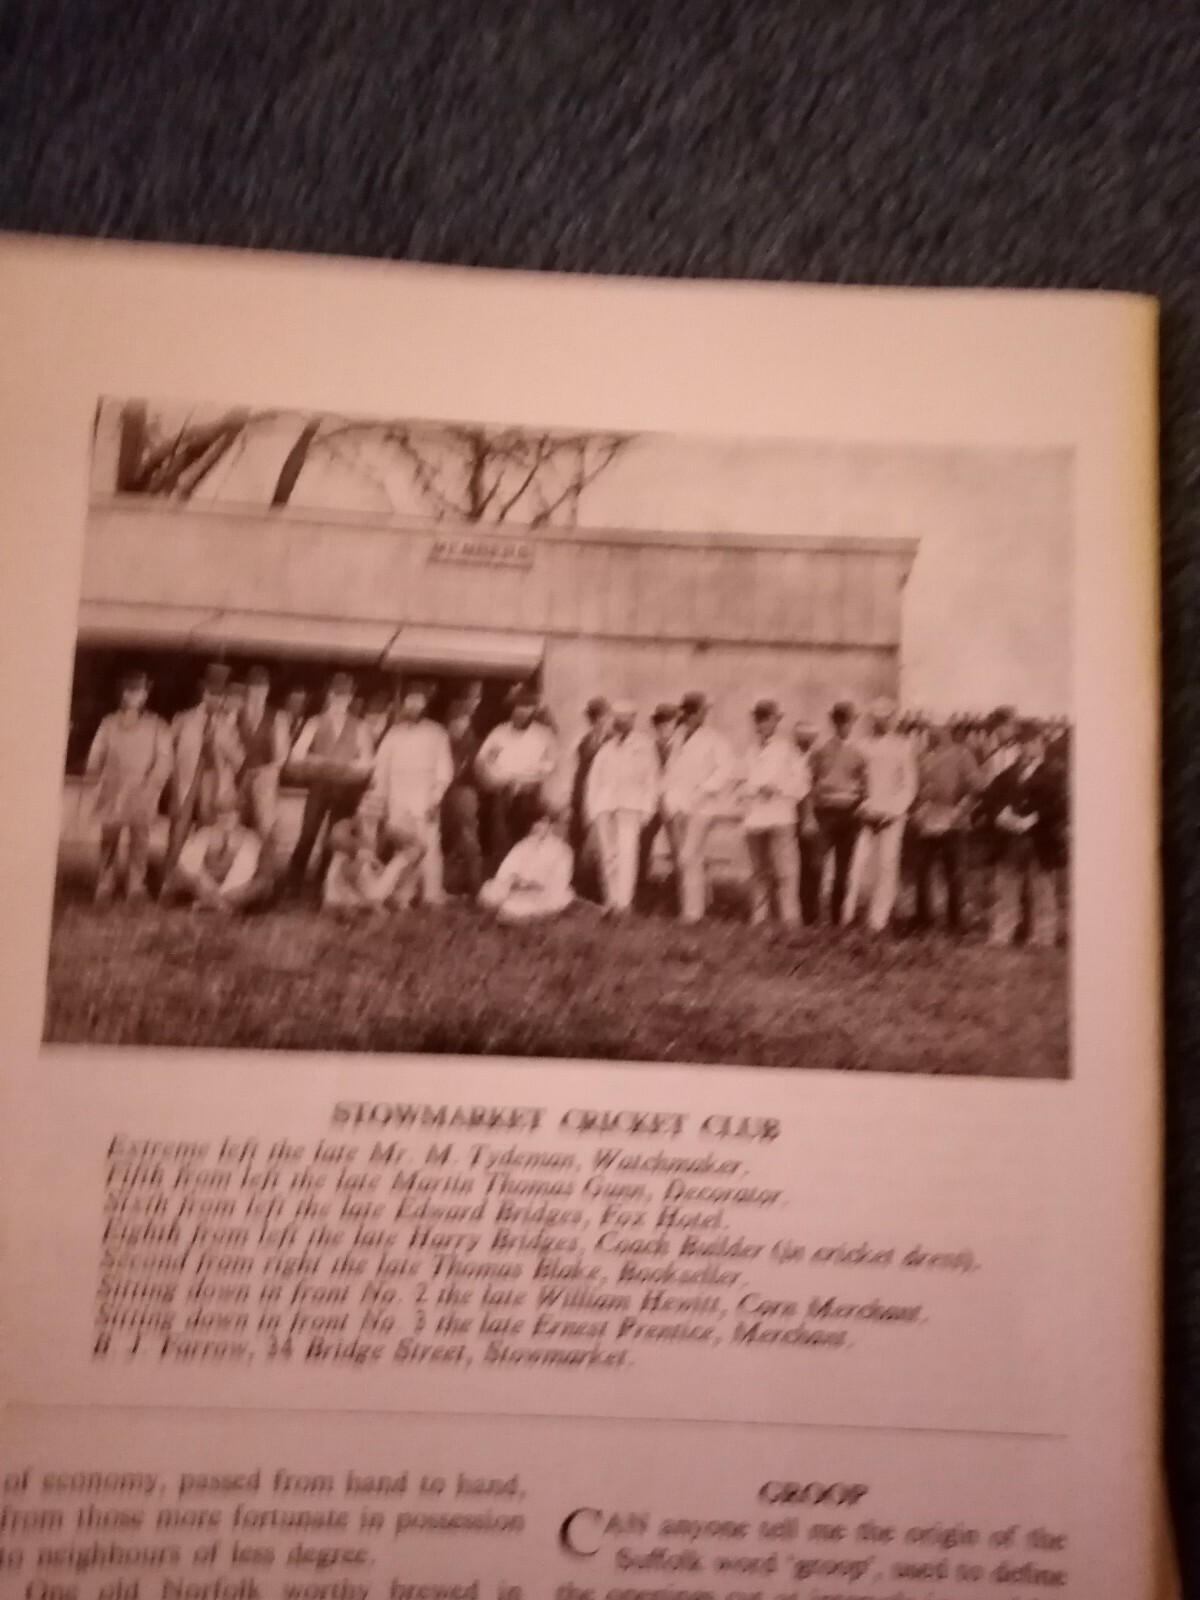 MEMBERS
STOWMARKET CRICKET CLUB
Extreme left the late Mr. M. Tydeman, Watchmaker.
Fifth from left the late Martin Thomas Gunn, Decorator.
Sixth from left the late Edward Bridges, Fox Hotel.
Eighth from left the late Harry Bridges, Coach Builder (in cricket dress).
Second from right the late Thomas Blake, Bookseller.
Sitting down in front No. 2 the late William Hewitt, Corn Merchant.
Sitting down in front No. 3 the late Ernest Prentice, Merchant.
J. Farrow, 34 Bridge Street, Stowmarket.
of economy, passed from hand to hand,
from those more fortunate in possession
to neighbours of less degree.
One old Norfolk worthy brewed in
GROOP
CAN anyone tell me the origin of the
Suffolk word 'groop', used to define
the openings cut at